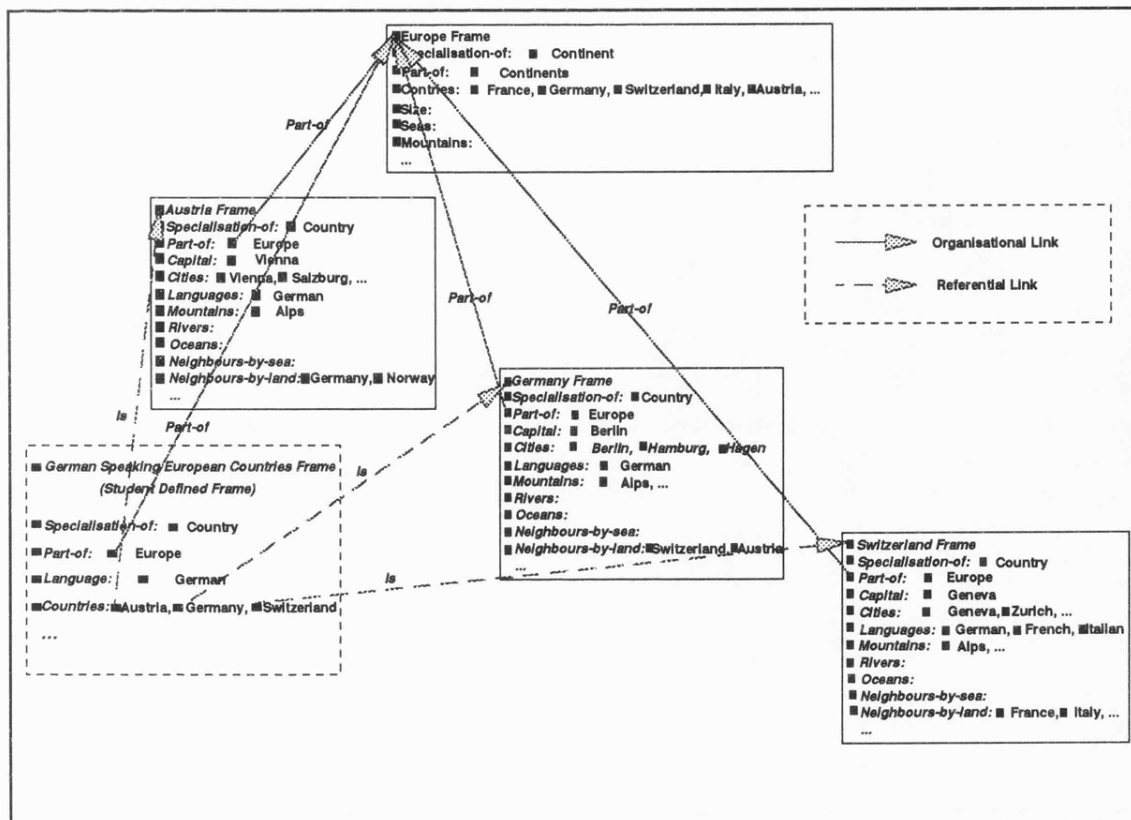 Europe Frame
Specialisation-of: Continent
Part-of: Continents
Contries: France, Germany, Switzerland, Italy, Austria, ...
Size:
Seas:
Mountains:
...
Part-of
Austria Frame
Specialisation-of: Country
Part-of: Europe
Capital: Vienna
Cities: Vienna, Salzburg, ...
Languages: German
Mountains: Alps
Rivers:
Oceans:
Neighbours-by-sea:
Neighbours-by-land: Germany, Norway
...
Organisational Link
Referential Link
Part-of
Part-of
Germany Frame
Specialisation-of: Country
Part-of: Europe
Capital: Berlin
Cities: Berlin, Hamburg, Hagen
Languages: German
Mountains: Alps, ...
Rivers:
Oceans:
Neighbours-by-sea:
Neighbours-by-land: Switzerland, Austria
...
Is
Part-of
Is
German Speaking European Countries Frame
(Student Defined Frame)
Specialisation-of: Country
Part-of: Europe
Language: German
Countries: Austria, Germany, Switzerland
...
Is
Switzerland Frame
Specialisation-of: Country
Part-of: Europe
Capital: Geneva
Cities: Geneva, Zurich, ...
Languages: German, French, Italian
Mountains: Alps, ...
Rivers:
Oceans:
Neighbours-by-sea:
Neighbours-by-land: France, Italy, ...
...